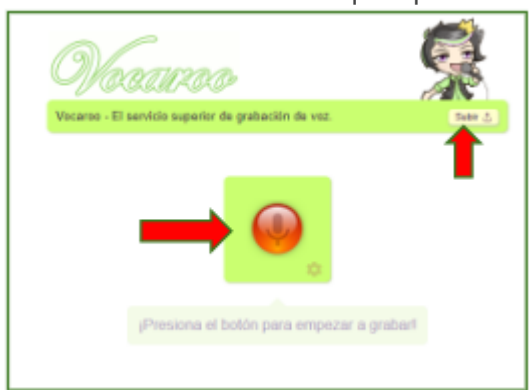 Vocaroo
Vocaroo - El servicio superior de grabación de voz.
Subir
¡Presiona el botón para empezar a grabar!